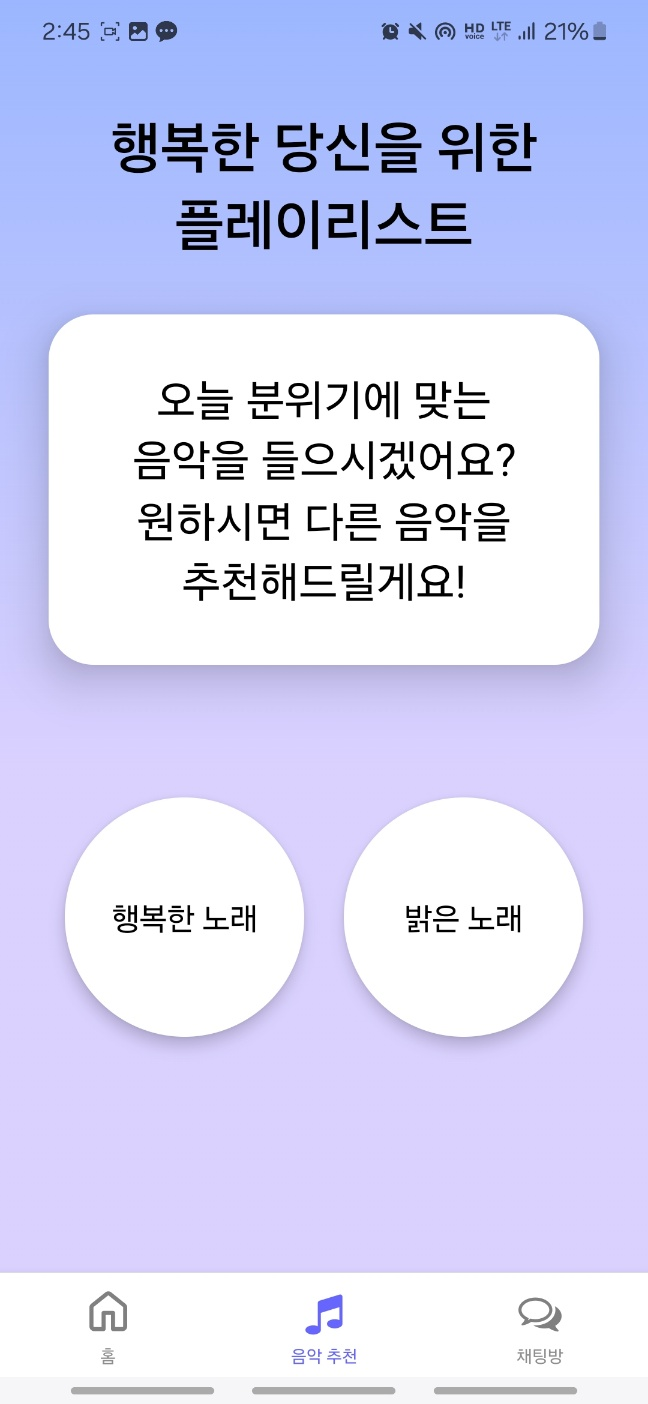 2:45
HD voice LTE 21%
행복한 당신을 위한
플레이리스트
오늘 분위기에 맞는
음악을 들으시겠어요?
원하시면 다른 음악을
추천해드릴게요!
행복한 노래
밝은 노래
홈
음악 추천
채팅방